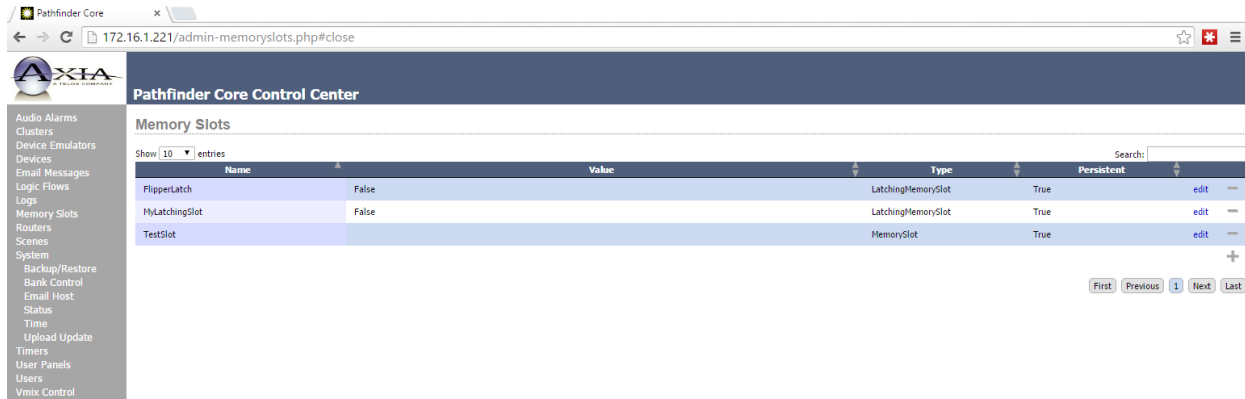 Pathfinder Core
172.16.1.221/admin-memoryslots.php#close
AXIA
A TELOS COMPANY
Pathfinder Core Control Center
Audio Alarms
Clusters
Device Emulators
Devices
Email Messages
Logic Flows
Logs
Memory Slots
Routers
Scenes
System
Backup/Restore
Bank Control
Email Host
Status
Time
Upload Update
Timers
User Panels
Users
Vmix Control
Memory Slots
Show 10 entries
Search:
Name Value Type Persistent
FlipperLatch False LatchingMemorySlot True edit
MyLatchingSlot False LatchingMemorySlot True edit
TestSlot MemorySlot True edit
First Previous 1 Next Last